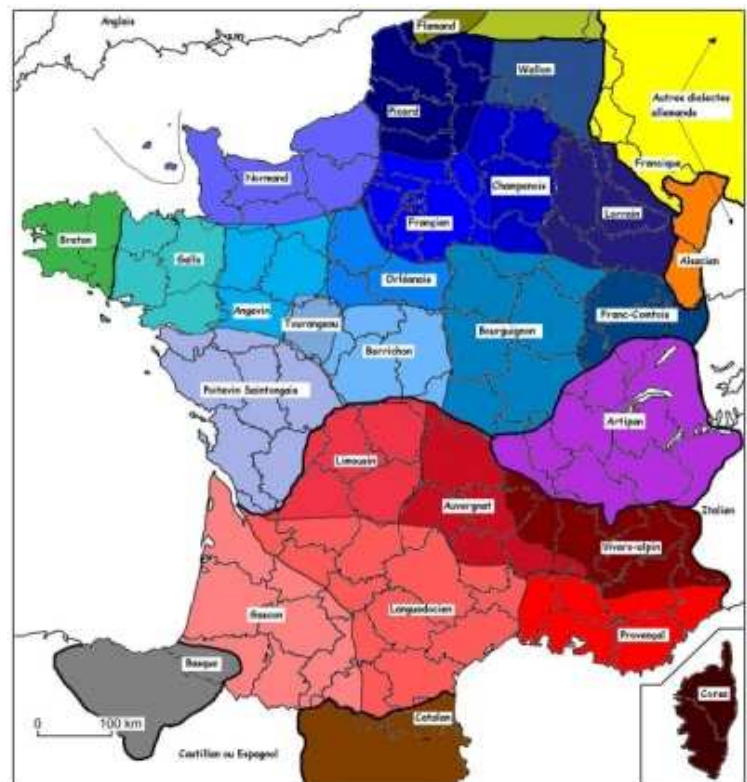 Anglais
Flamand
Wallon
Picard
Autres dialectes
allemands
Francique
Normand
Champenois
Francien
Lorrain
Breton
Gallo
Alsacien
Orléanais
Angevin
Tourangeau
Franc-Comtois
Bourguignon
Berrichon
Poitevin Saintongais
Artipan
Limousin
Italien
Auvergnat
Vivaro-alpin
Gascon
Languedocien
Provençal
Basque
Corse
0 100 km
Catalan
Castillan ou Espagnol